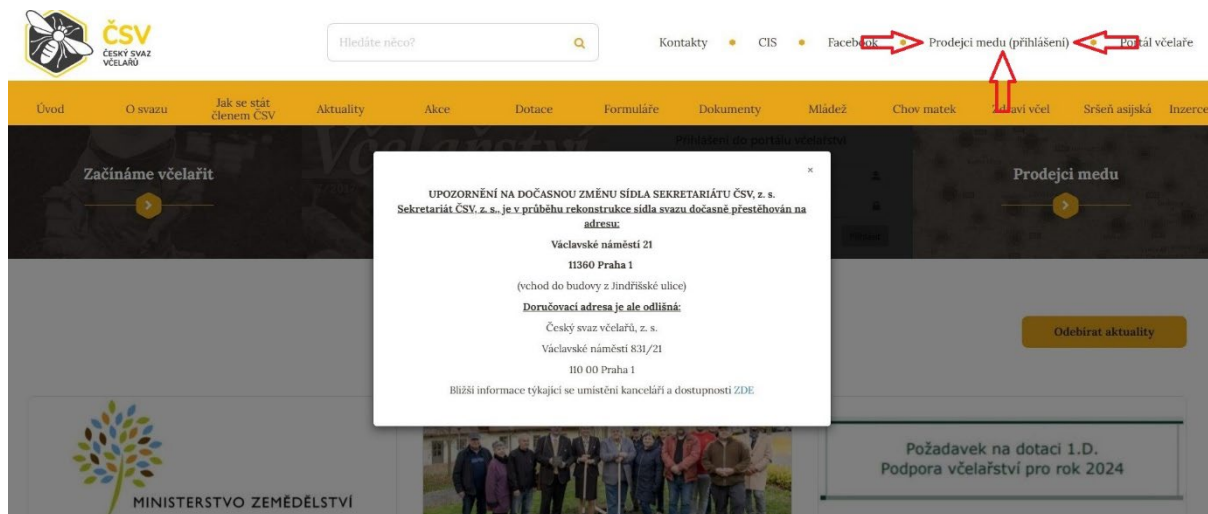 ČSV
ČESKÝ SVAZ
VČELAŘŮ
Hledáte něco?
Kontakty • CIS • Facebook • Prodejci medu (přihlášení) • Portál včelaře
Úvod O svazu Jak se stát členem ČSV Aktuality Akce Dotace Formuláře Dokumenty Mládež Chov matek Zdraví včel Sršeň asijská Inzerce
Včelařství
Přihlášení do portálu včelařství
Začínáme včelařit
Prodejci medu
×
UPOZORNĚNÍ NA DOČASNOU ZMĚNU SÍDLA SEKRETARIÁTU ČSV, z. s.
Sekretariát ČSV, z. s., je v průběhu rekonstrukce sídla svazu dočasně přestěhován na
adresu:
Václavské náměstí 21
11360 Praha 1
(vchod do budovy z Jindřišské ulice)
Doručovací adresa je ale odlišná:
Český svaz včelařů, z. s.
Václavské náměstí 831/21
110 00 Praha 1
Bližší informace týkající se umístění kanceláří a dostupnosti ZDE
Odebírat aktuality
MINISTERSTVO ZEMĚDĚLSTVÍ
Požadavek na dotaci 1.D.
Podpora včelařství pro rok 2024